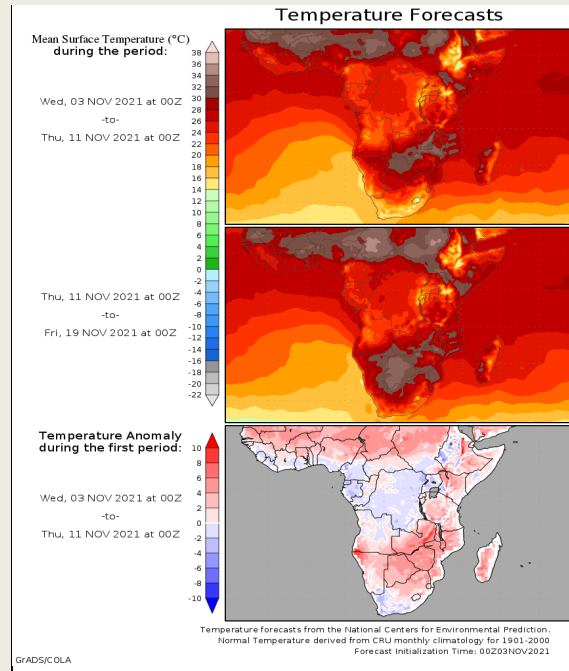 Temperature Forecasts
Mean Surface Temperature (°C)
during the period:
Wed, 03 NOV 2021 at 00Z
-to-
Thu, 11 NOV 2021 at 00Z
38
36
34
32
30
28
26
24
22
20
18
16
14
12
10
8
6
4
2
0
-2
-4
-6
-8
-10
-12
-14
-16
-18
-20
-22
Thu, 11 NOV 2021 at 00Z
-to-
Fri, 19 NOV 2021 at 00Z
Temperature Anomaly
during the first period:
Wed, 03 NOV 2021 at 00Z
-to-
Thu, 11 NOV 2021 at 00Z
10
8
6
4
2
0
-2
-4
-6
-8
-10
Temperature forecasts from the National Centers for Environmental Prediction.
Normal Temperature derived from CRU monthly climatology for 1901-2000
Forecast Initialization Time: 00Z03NOV2021
GrADS/COLA